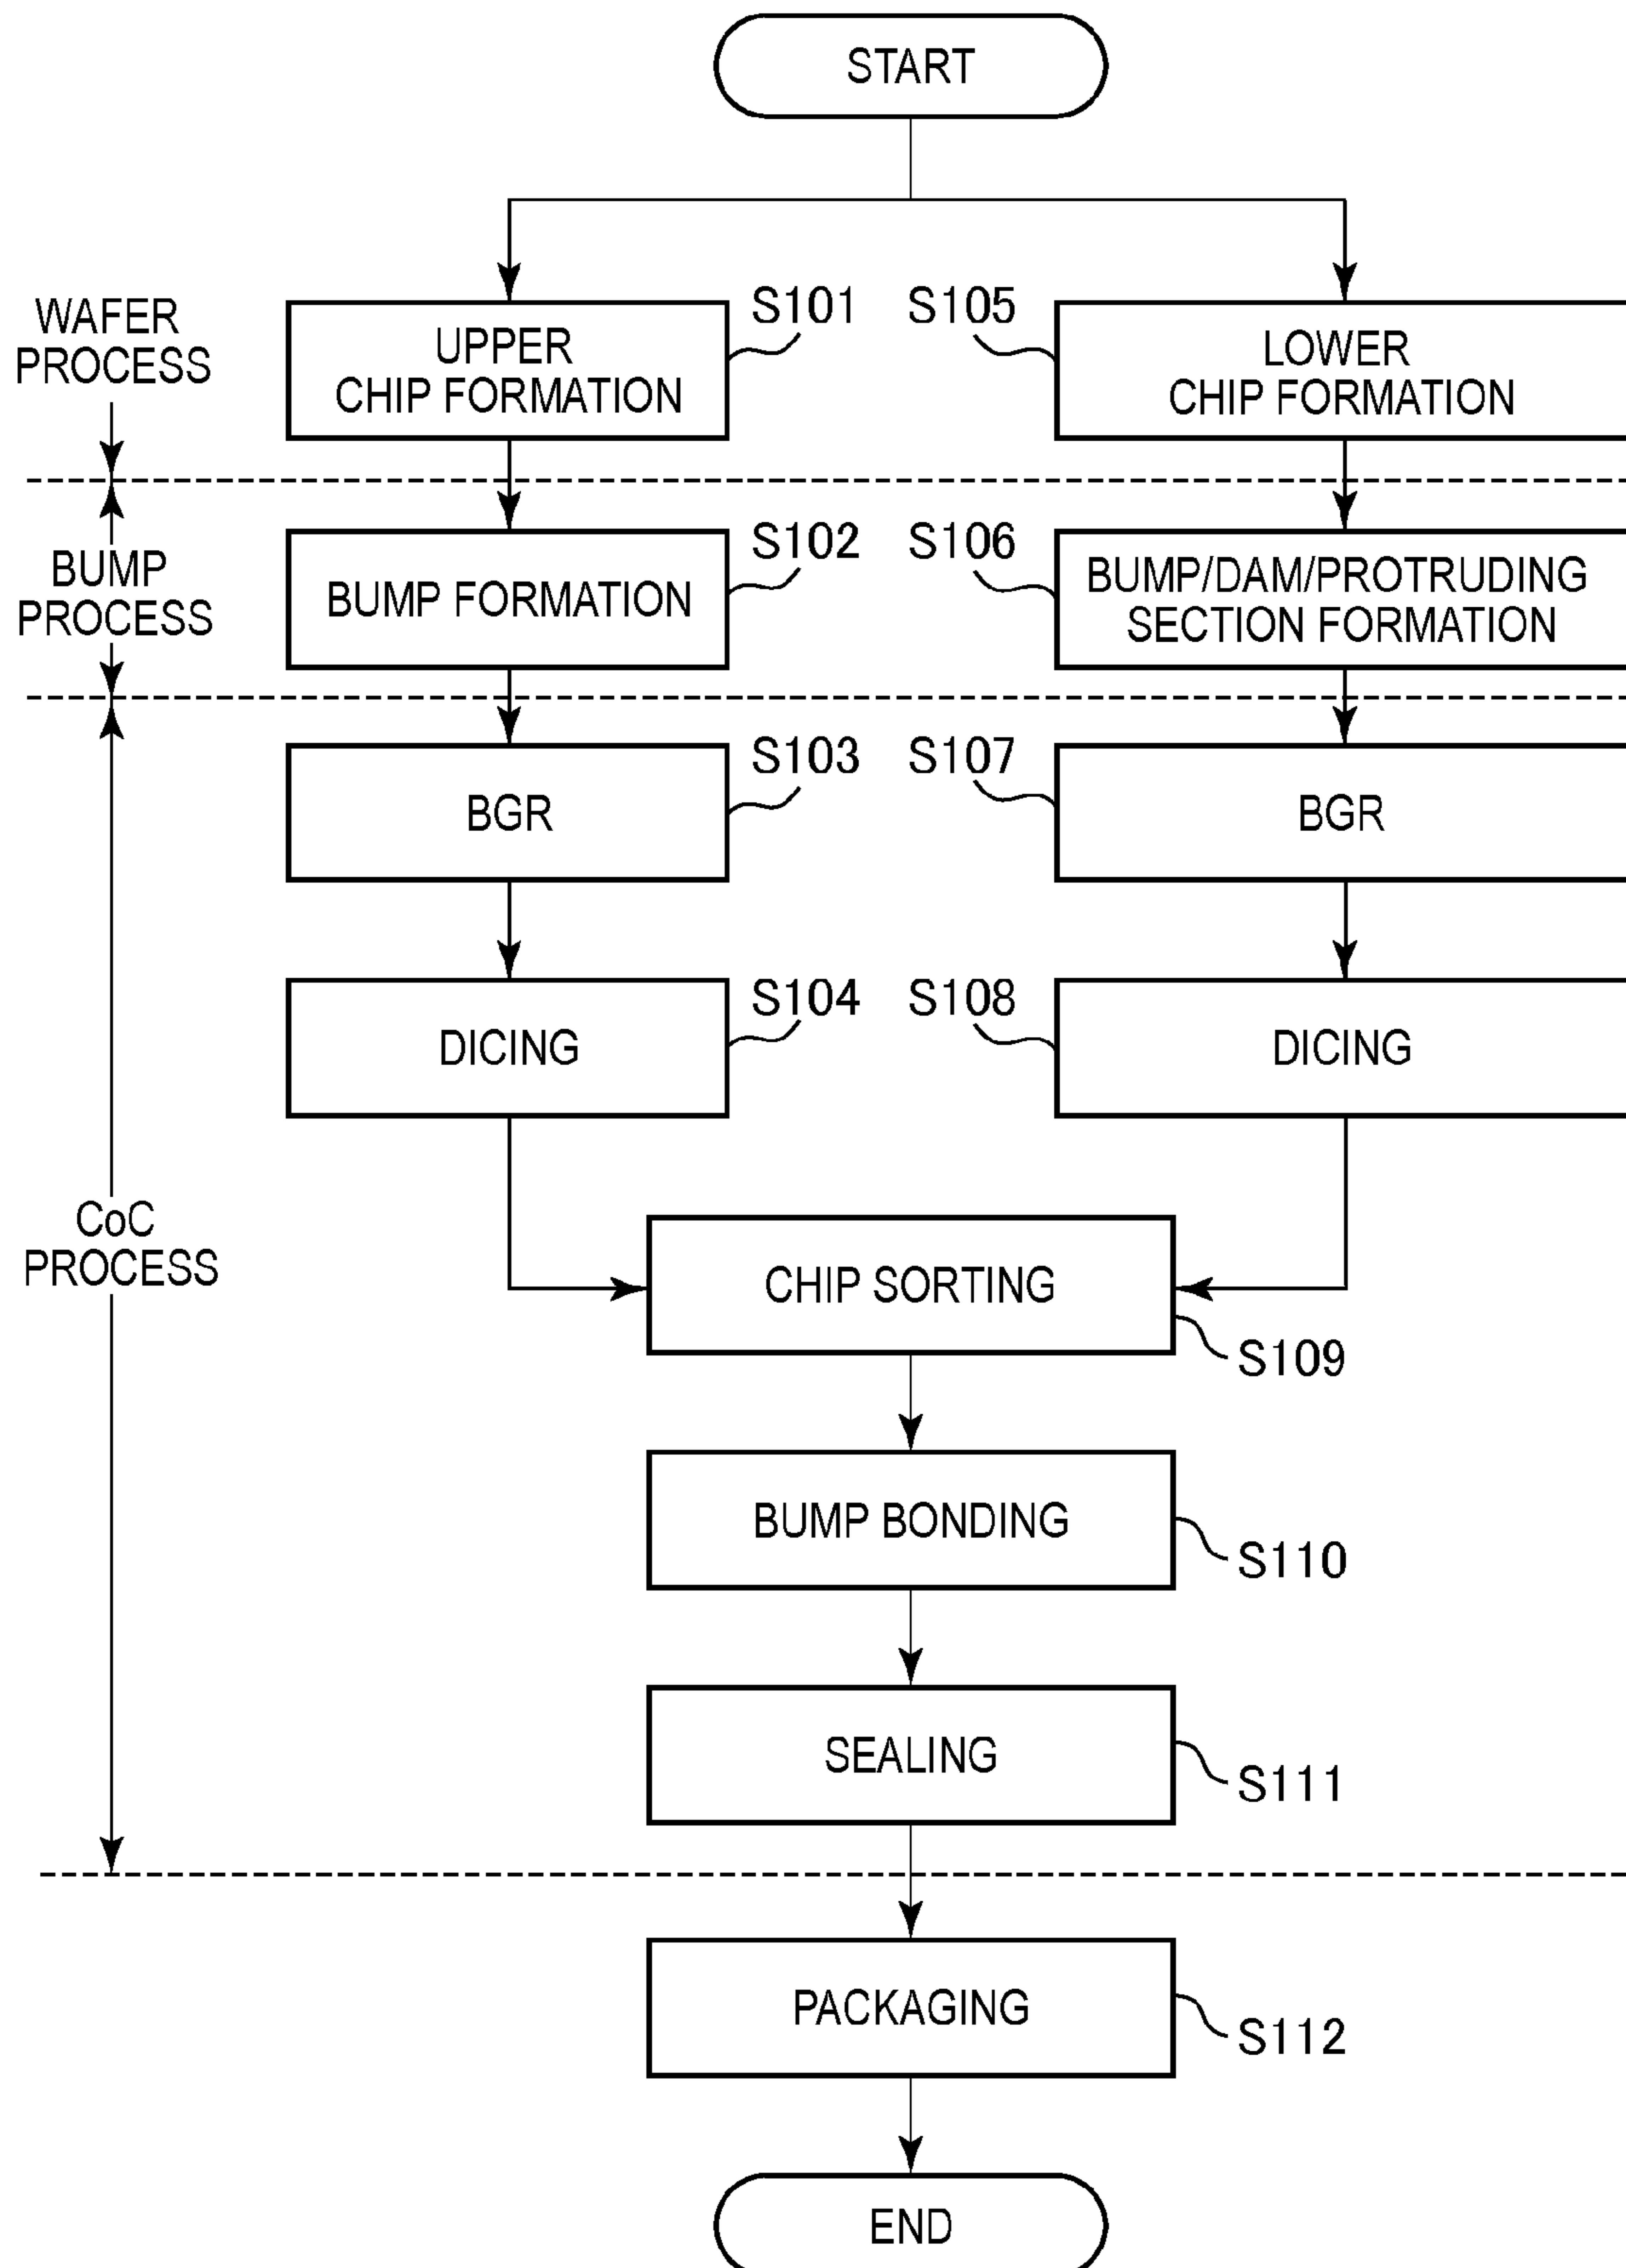 START
WAFER
PROCESS
UPPER
CHIP FORMATION
S101
S105
LOWER
CHIP FORMATION
BUMP
PROCESS
BUMP FORMATION
S102
S106
BUMP/DAM/PROTRUDING
SECTION FORMATION
BGR
S103
S107
BGR
DICING
S104
S108
DICING
CoC
PROCESS
CHIP SORTING
S109
BUMP BONDING
S110
SEALING
S111
PACKAGING
S112
END